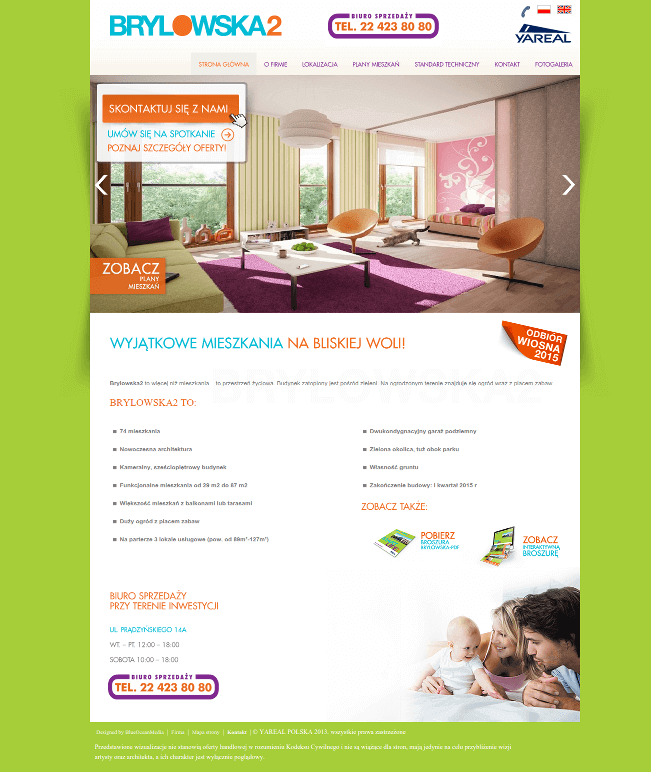 BRYLOWSKA2
BIURO SPRZEDAŻY
TEL. 22 423 80 80
YAREAL
STRONA GŁÓWNA O FIRMIE LOKALIZACJA PLANY MIESZKAŃ STANDARD TECHNICZNY KONTAKT FOTOGALERIA
SKONTAKTUJ SIĘ Z NAMI
UMÓW SIĘ NA SPOTKANIE
POZNAJ SZCZEGÓŁY OFERTY!
ZOBACZ
PLANY
MIESZKAŃ
WYJĄTKOWE MIESZKANIA NA BLISKIEJ WOLI!
ODBIÓR
WIOSNA
2015
Brylowska2 to więcej niż mieszkania – to przestrzeń życiowa. Budynek zatopiony jest pośród zieleni. Na ogrodzonym terenie znajduje się ogród wraz z placem zabaw
BRYLOWSKA2 TO:
74 mieszkania
Nowoczesna architektura
Kameralny, sześciopiętrowy budynek
Funkcjonalne mieszkania od 28 m2 do 87 m2
Większość mieszkań z balkonami lub tarasami
Duży ogród z placem zabaw
Na parterze 2 lokale usługowe (pow. od 89m²-127m²)
Dwukondygnacyjny garaż podziemny
Zielona okolica, tuż obok parku
Własność gruntu
Zakończenie budowy: I kwartał 2015 r
ZOBACZ TAKŻE:
POBIERZ
BROSZURA
BRYLOWSKA-PDF
ZOBACZ
INTERAKTYWNĄ
BROSZURĘ
BIURO SPRZEDAŻY
PRZY TERENIE INWESTYCJI
UL. PRĄDZYŃSKIEGO 14A
WT. – PT. 12:00 – 18:00
SOBOTA 10:00 – 18:00
BIURO SPRZEDAŻY
TEL. 22 423 80 80
Designed by | Firma | Mapa strony | Kontakt | © YAREAL POLSKA 2013. wszystkie prawa zastrzeżone
Przedstawione wizualizacje nie stanowią oferty handlowej w rozumieniu Kodeksu Cywilnego i nie są wiążące dla stron, mają jedynie na celu przybliżenie wizji
artysty oraz architekta, a ich charakter jest wyłącznie poglądowy.